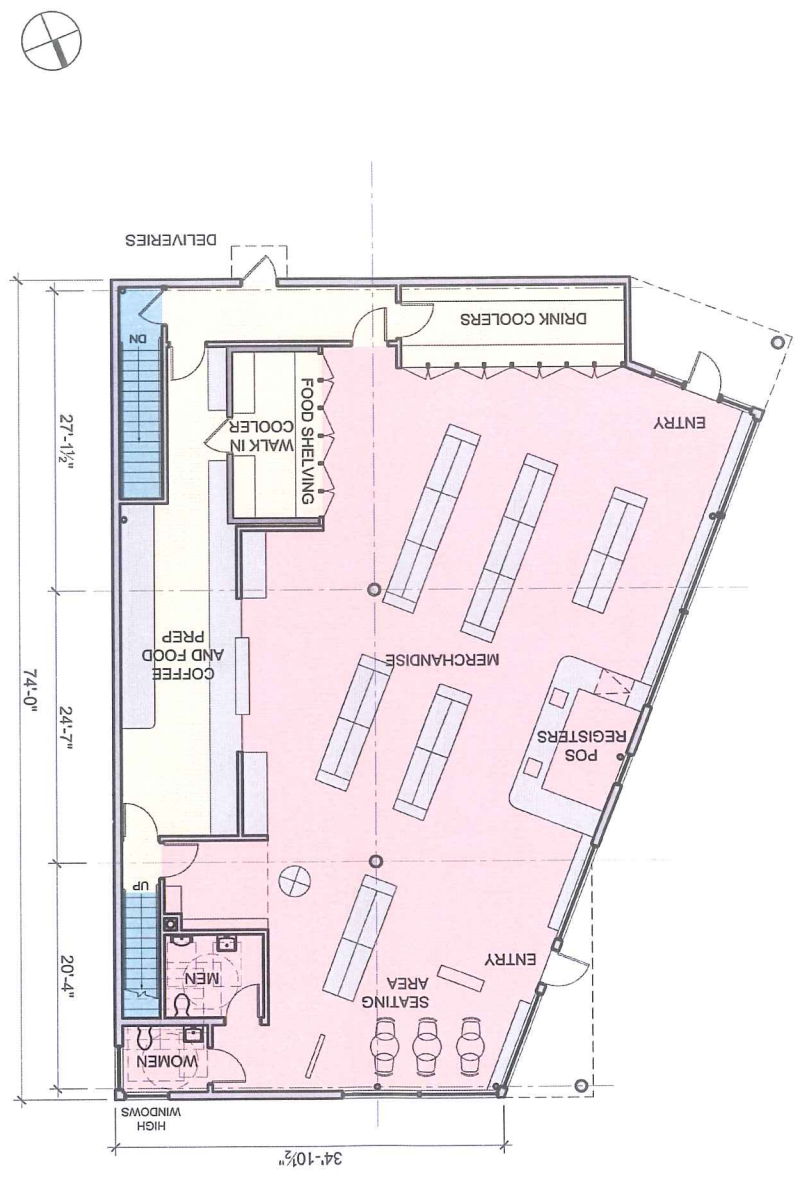 DELIVERIES
DN
DRINK COOLERS
WALK IN
COOLER
FOOD SHELVING
ENTRY
27'-1½"
COFFEE
AND FOOD
PREP
MERCHANDISE
74'-0"
24'-7"
POS
REGISTERS
UP
20'-4"
MEN
SEATING
AREA
ENTRY
WOMEN
HIGH
WINDOWS
34'-10½"